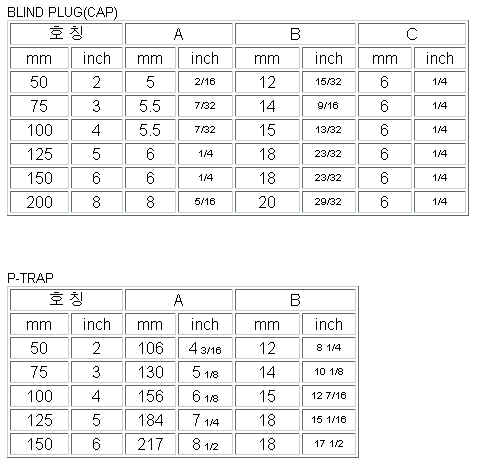 BLIND PLUG(CAP)
호 칭 A B C
mm inch mm inch mm inch mm inch
50 2 5 2/16 12 15/32 6 1/4
75 3 5.5 7/32 14 9/16 6 1/4
100 4 5.5 7/32 15 13/32 6 1/4
125 5 6 1/4 18 23/32 6 1/4
150 6 6 1/4 18 23/32 6 1/4
200 8 8 5/16 20 29/32 6 1/4
P-TRAP
호 칭 A B
mm inch mm inch mm inch
50 2 106 4 3/16 12 8 1/4
75 3 130 5 1/8 14 10 1/8
100 4 156 6 1/8 15 12 7/16
125 5 184 7 1/4 18 15 1/16
150 6 217 8 1/2 18 17 1/2